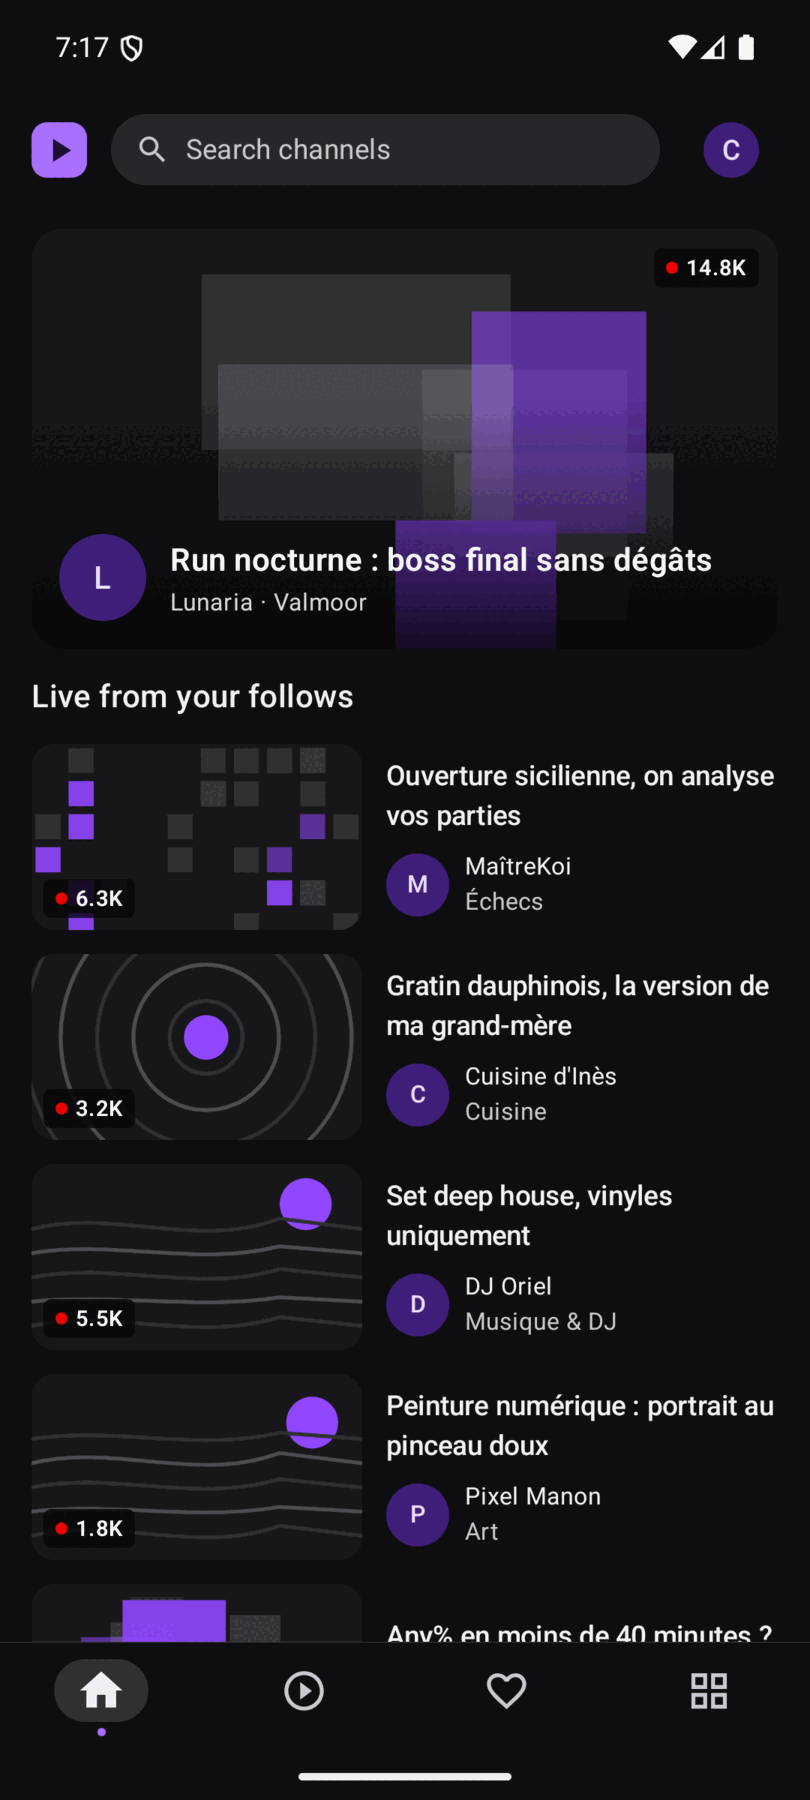 7:17
Search channels
C
14.8K
L
Run nocturne : boss final sans dégâts
Lunaria · Valmoor
Live from your follows
6.3K
Ouverture sicilienne, on analyse
vos parties
M
MaîtreKoi
Échecs
3.2K
Gratin dauphinois, la version de
ma grand-mère
C
Cuisine d'Inès
Cuisine
5.5K
Set deep house, vinyles
uniquement
D
DJ Oriel
Musique & DJ
1.8K
Peinture numérique : portrait au
pinceau doux
P
Pixel Manon
Art
Any% en moins de 40 minutes ?